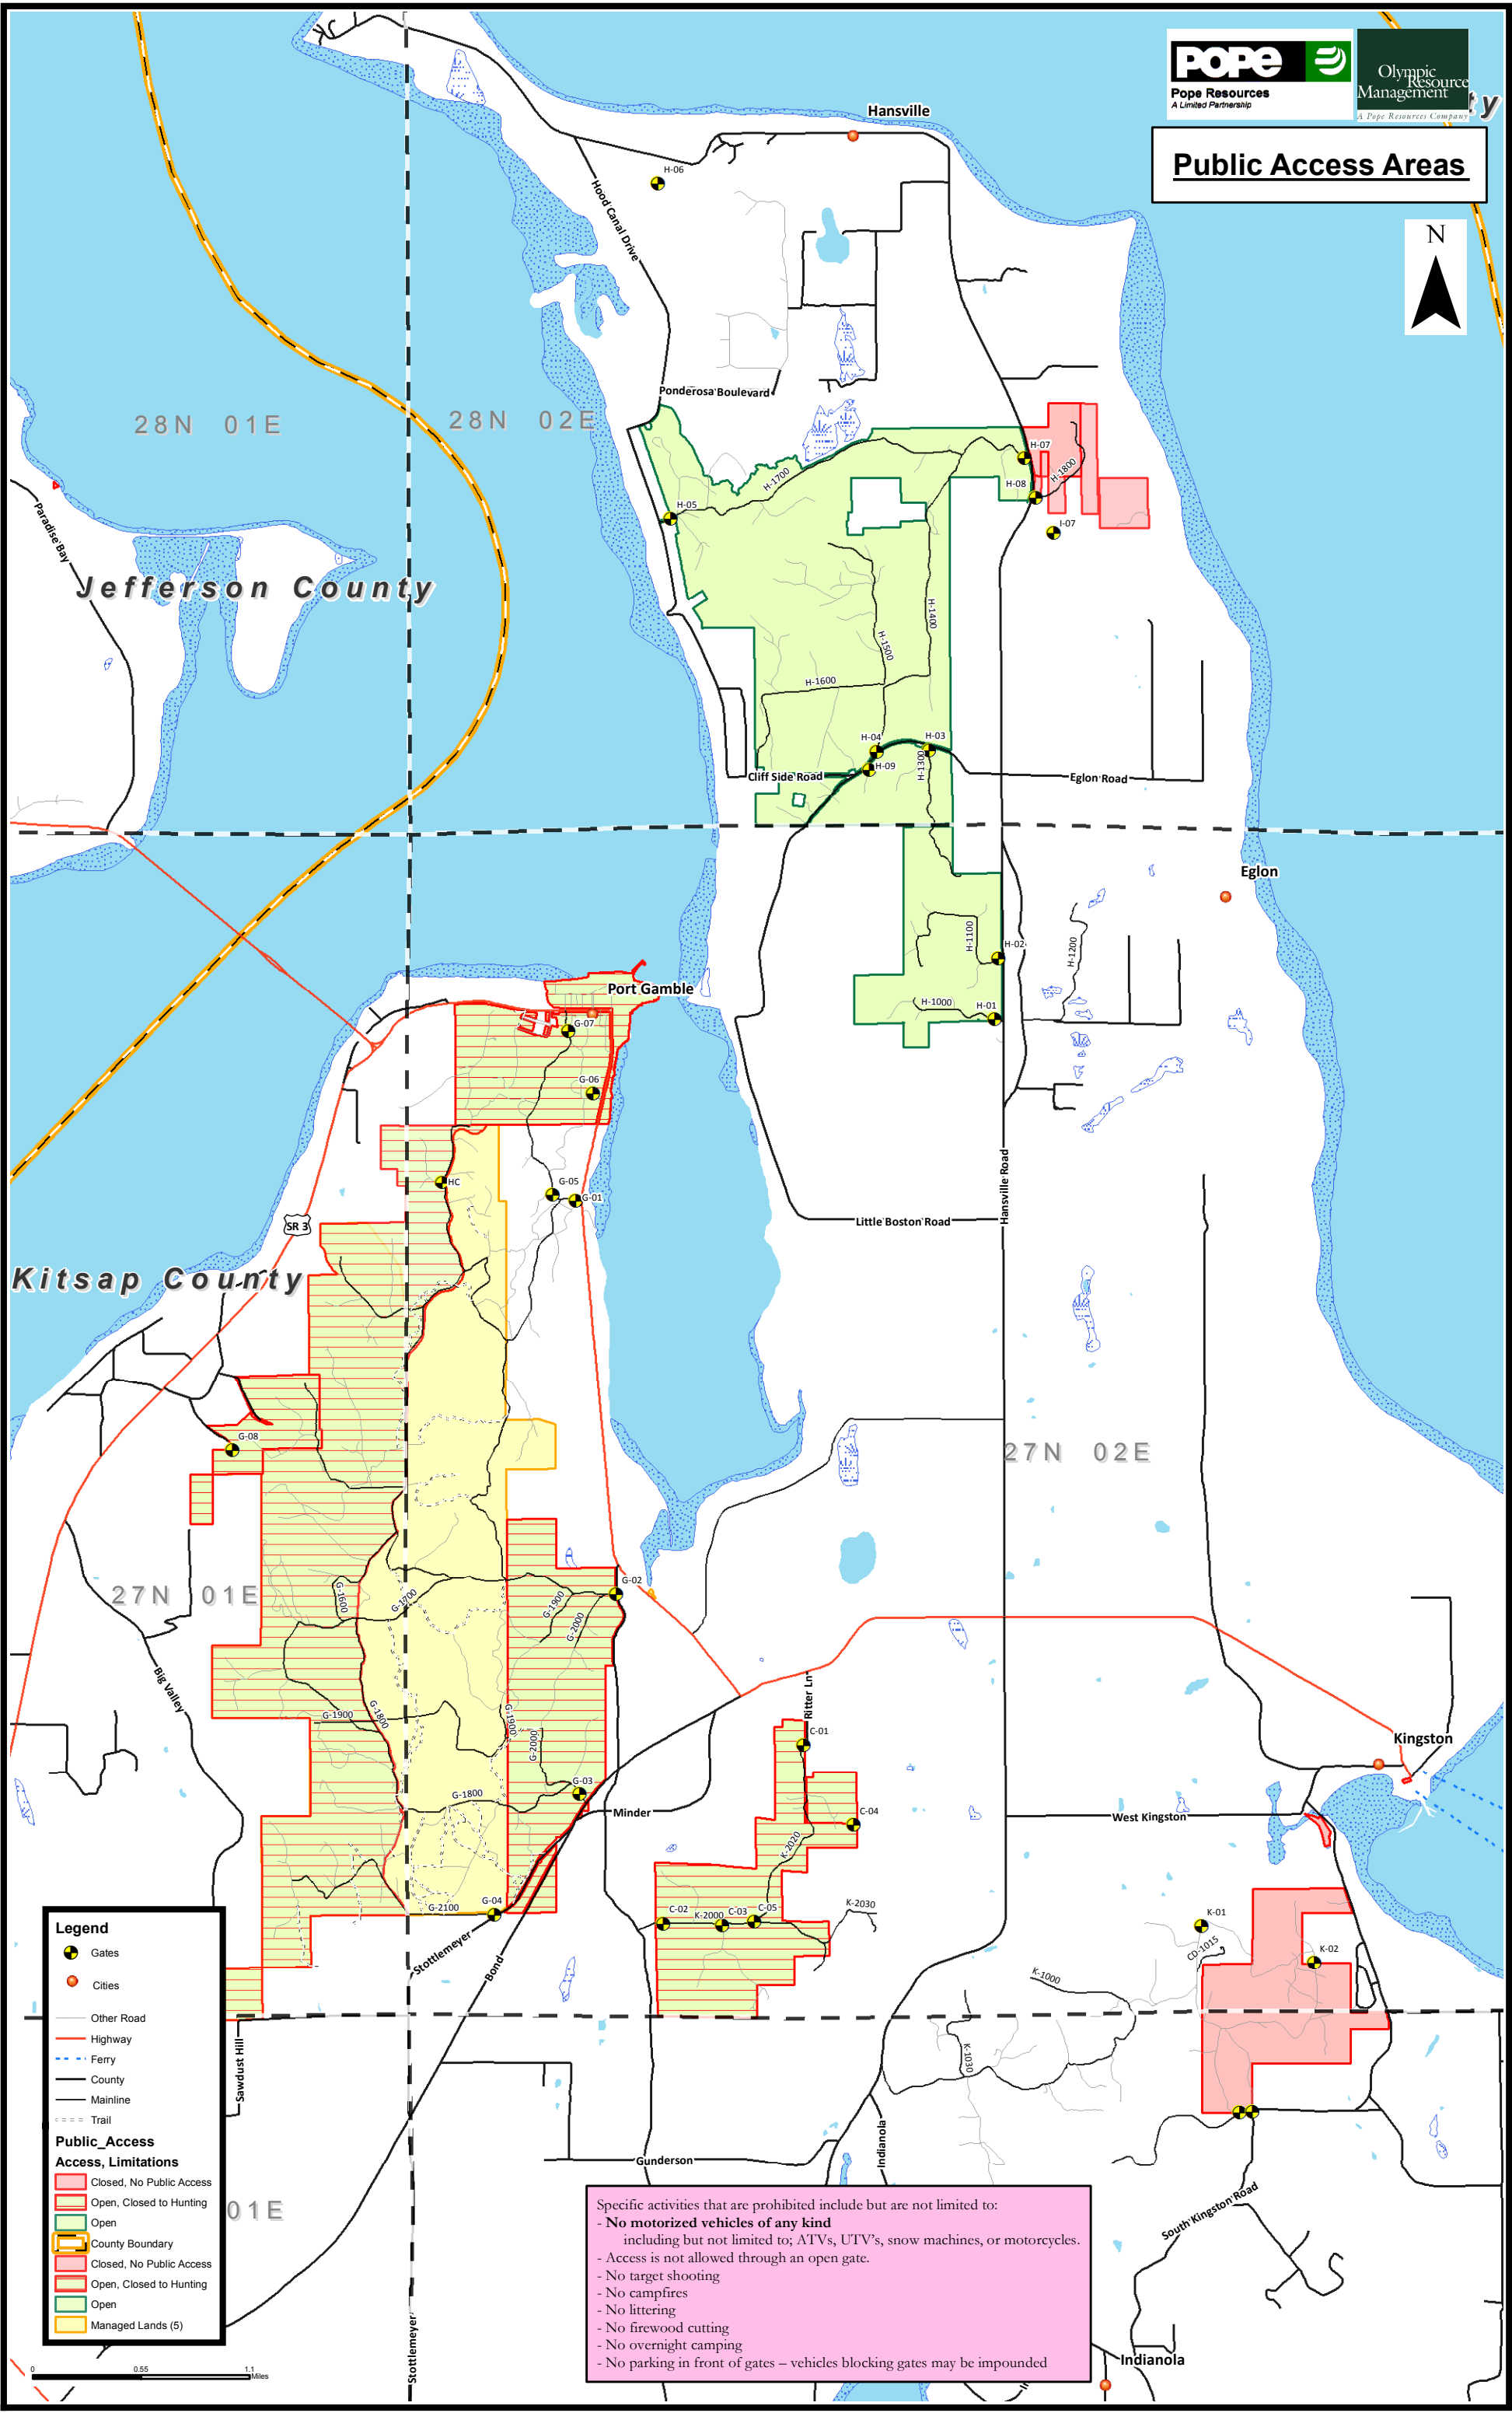 POPE
Pope Resources
A Limited Partnership
Olympic
Resource
Management
A Pope Resources Company
ty
Public Access Areas
N
Hansville
H-06
Hood Canal Drive
Ponderosa Boulevard
28N 01E
28N 02E
H-07
H-1800
H-08
H-1700
H-05
I-07
Paradise Bay
Jefferson County
H-1400
H-1500
H-1600
H-04
H-03
H-09
H-1300
Cliff Side Road
Eglon Road
Eglon
H-1100
H-02
H-1200
H-1000
H-01
Port Gamble
G-07
G-06
HC
G-05
G-01
SR 3
Hansville Road
Little Boston Road
Kitsap County
G-08
27N 02E
27N 01E
G-02
G-1600
G-1700
G-1900
G-2000
Big Valley
G-1900
G-1800
G-1900
G-2000
Ritter Ln
C-01
Kingston
G-03
G-1800
Minder
C-04
West Kingston
K-2020
G-04
G-2100
C-02
K-2000
C-03
C-05
K-2030
K-01
CD-1015
K-02
Stottlemeyer
Bond
K-1000
K-1030
Sawdust Hill
Indianola
Gunderson
South Kingston Road
01E
Stottlemeyer
Indianola
Legend
Gates
Cities
Other Road
Highway
Ferry
County
Mainline
Trail
Public_Access
Access, Limitations
Closed, No Public Access
Open, Closed to Hunting
Open
County Boundary
Closed, No Public Access
Open, Closed to Hunting
Open
Managed Lands (5)
0 0.55 1.1
Miles
Specific activities that are prohibited include but are not limited to:
- No motorized vehicles of any kind
including but not limited to; ATVs, UTV's, snow machines, or motorcycles.
- Access is not allowed through an open gate.
- No target shooting
- No campfires
- No littering
- No firewood cutting
- No overnight camping
- No parking in front of gates – vehicles blocking gates may be impounded